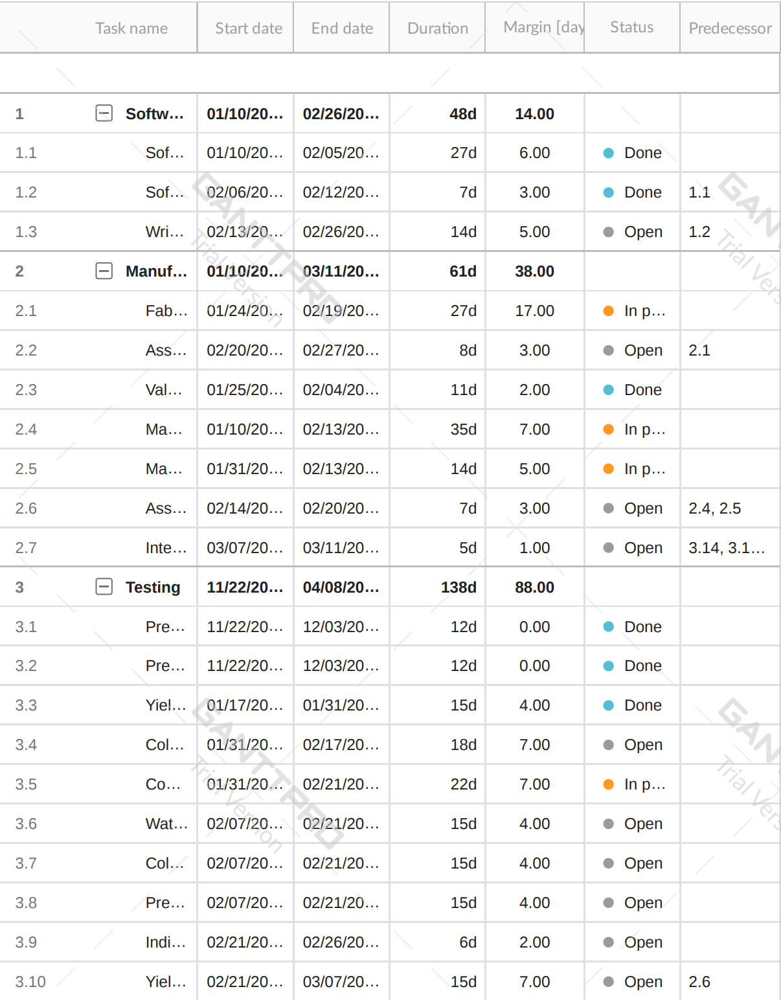 Task name Start date End date Duration Margin [day Status Predecessor
1 Softw... 01/10/20... 02/26/20... 48d 14.00
1.1 Sof... 01/10/20... 02/05/20... 27d 6.00 Done
1.2 Sof... 02/06/20... 02/12/20... 7d 3.00 Done 1.1
1.3 Wri... 02/13/20... 02/26/20... 14d 5.00 Open 1.2
2 Manuf... 01/10/20... 03/11/20... 61d 38.00
2.1 Fab... 01/24/20... 02/19/20... 27d 17.00 In p...
2.2 Ass... 02/20/20... 02/27/20... 8d 3.00 Open 2.1
2.3 Val... 01/25/20... 02/04/20... 11d 2.00 Done
2.4 Ma... 01/10/20... 02/13/20... 35d 7.00 In p...
2.5 Ma... 01/31/20... 02/13/20... 14d 5.00 In p...
2.6 Ass... 02/14/20... 02/20/20... 7d 3.00 Open 2.4, 2.5
2.7 Inte... 03/07/20... 03/11/20... 5d 1.00 Open 3.14, 3.1...
3 Testing 11/22/20... 04/08/20... 138d 88.00
3.1 Pre... 11/22/20... 12/03/20... 12d 0.00 Done
3.2 Pre... 11/22/20... 12/03/20... 12d 0.00 Done
3.3 Yiel... 01/17/20... 01/31/20... 15d 4.00 Done
3.4 Col... 01/31/20... 02/17/20... 18d 7.00 Open
3.5 Co... 01/31/20... 02/21/20... 22d 7.00 In p...
3.6 Wat... 02/07/20... 02/21/20... 15d 4.00 Open
3.7 Col... 02/07/20... 02/21/20... 15d 4.00 Open
3.8 Pre... 02/07/20... 02/21/20... 15d 4.00 Open
3.9 Indi... 02/21/20... 02/26/20... 6d 2.00 Open
3.10 Yiel... 02/21/20... 03/07/20... 15d 7.00 Open 2.6
GANTTPRO
Trial Version
GANT
Trial Vers
GANTTPRO
Trial Version
GANT
Trial Vers